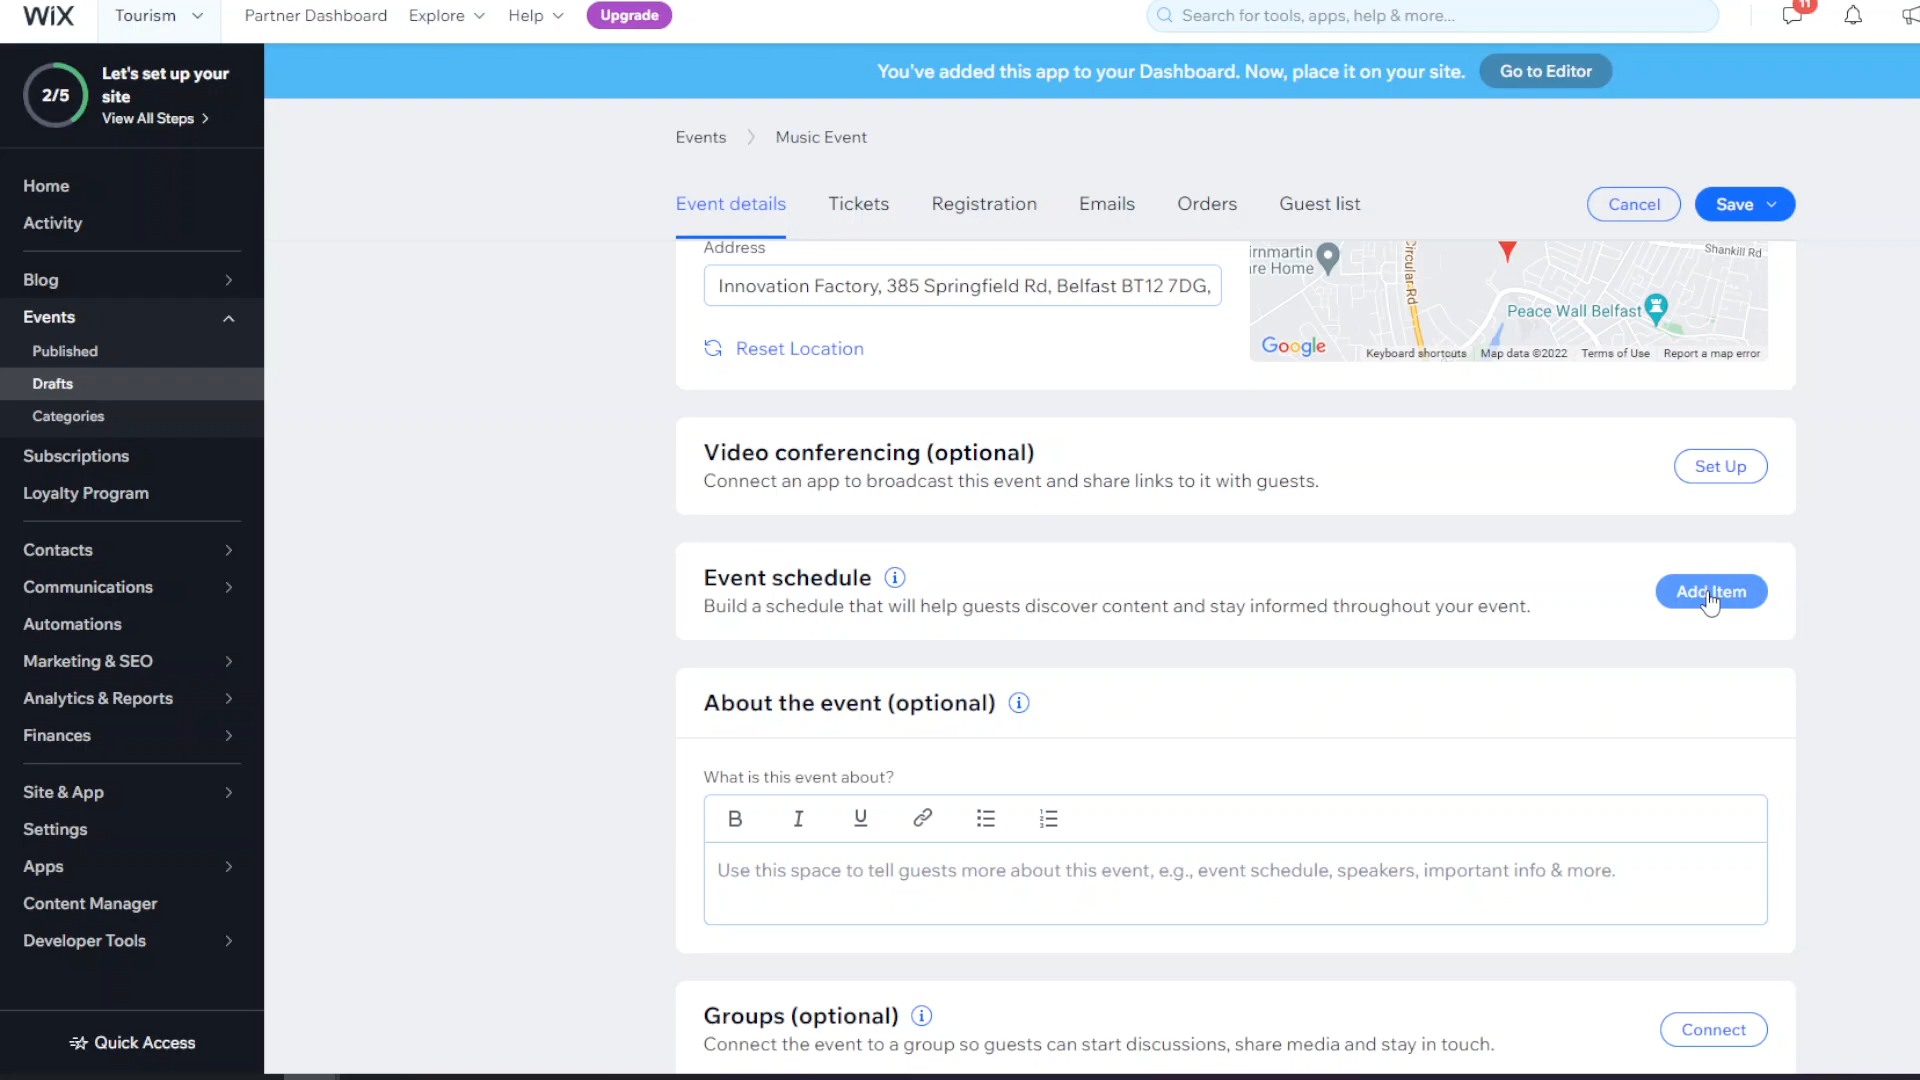 WiX
Tourism
Partner Dashboard
Explore
Help
Upgrade
Search for tools, apps, help & more...
11
Let's set up your
site
2/5
View All Steps
You've added this app to your Dashboard. Now, place it on your site.
Go to Editor
Home
Activity
Blog
Events
Published
Drafts
Categories
Subscriptions
Loyalty Program
Contacts
Communications
Automations
Marketing & SEO
Analytics & Reports
Finances
Site & App
Settings
Apps
Content Manager
Developer Tools
Quick Access
Events
Music Event
Event details
Tickets
Registration
Emails
Orders
Guest list
Cancel
Save
Address
Innovation Factory, 385 Springfield Rd, Belfast BT12 7DG,
Reset Location
re Home
Circular Rd
Shankill Rd
Peace Wall Belfast
Google
Keyboard shortcuts
Map data ©2022
Terms of Use
Report a map error
Video conferencing (optional)
Connect an app to broadcast this event and share links to it with guests.
Set Up
Event schedule
Build a schedule that will help guests discover content and stay informed throughout your event.
Add Item
About the event (optional)
What is this event about?
B I U
Use this space to tell guests more about this event, e.g., event schedule, speakers, important info & more.
Groups (optional)
Connect the event to a group so guests can start discussions, share media and stay in touch.
Connect